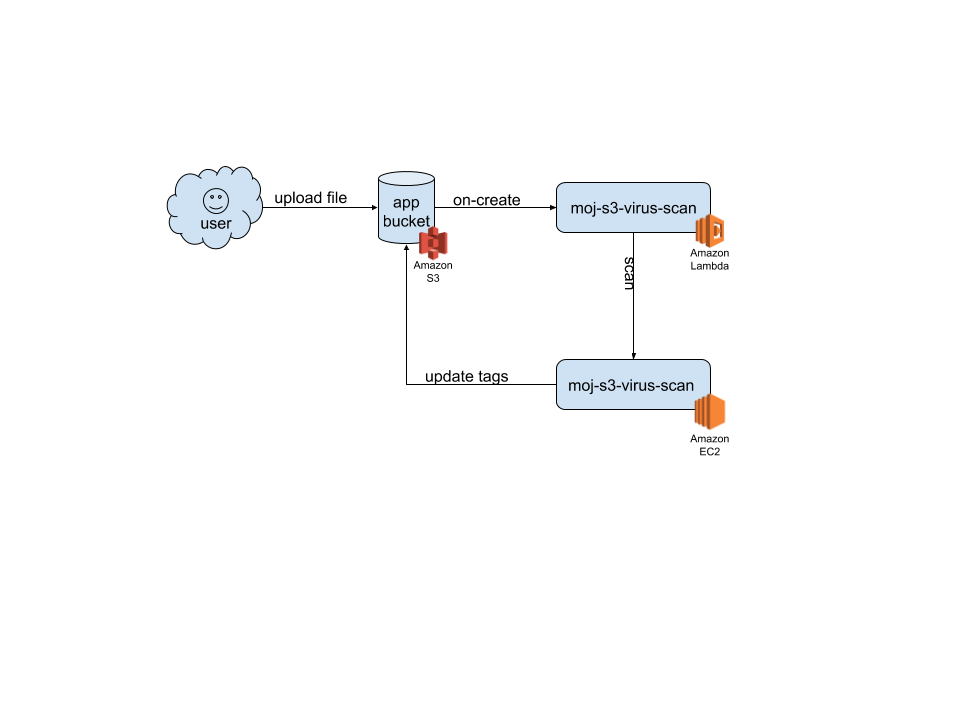 user
upload file
app
bucket
Amazon
S3
on-create
moj-s3-virus-scan
Amazon
Lambda
scan
moj-s3-virus-scan
Amazon
EC2
update tags